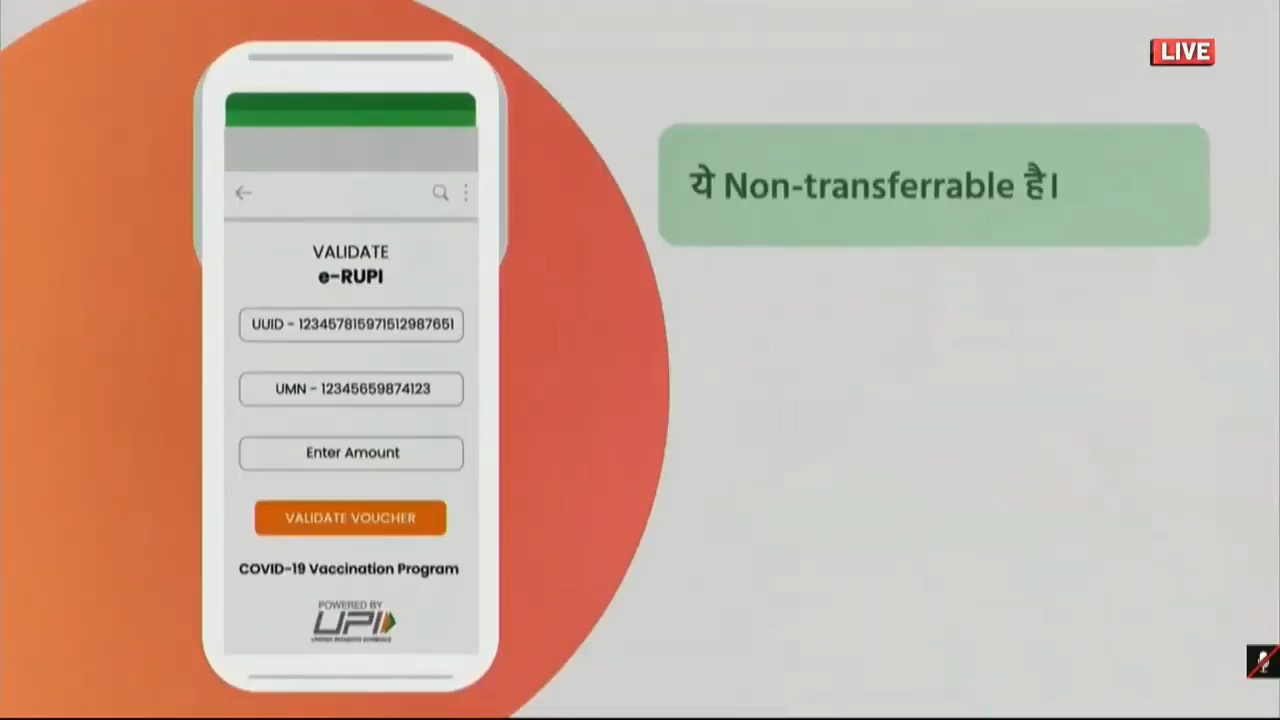 LIVE
ये Non-transferrable है।
VALIDATE
e-RUPI
UUID - 123457815971512987651
UMN - 12345659874123
Enter Amount
VALIDATE VOUCHER
COVID-19 Vaccination Program
POWERED BY
UPI